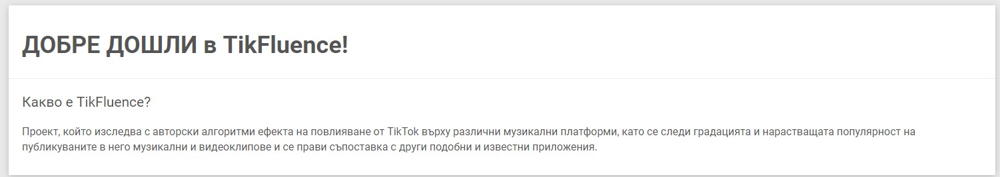 ДОБРЕ ДОШЛИ в TikFluence!
Какво е TikFluence?
Проект, който изследва с авторски алгоритми ефекта на повлияване от TikTok върху различни музикални платформи, като се следи градацията и нарастващата популярност на
публикуваните в него музикални и видеоклипове и се прави съпоставка с други подобни и известни приложения.